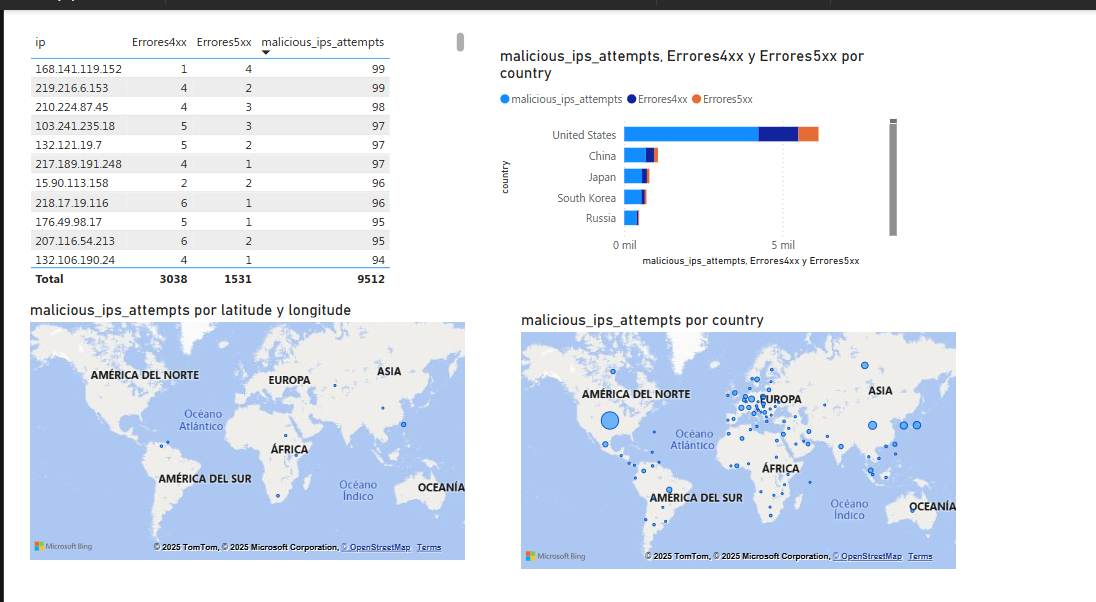 ip Errores4xx Errores5xx malicious_ips_attempts
168.141.119.152 1 4 99
219.216.6.153 4 2 99
210.224.87.45 4 3 98
103.241.235.18 5 3 97
132.121.19.7 5 2 97
217.189.191.248 4 1 97
15.90.113.158 2 2 96
218.17.19.116 6 1 96
176.49.98.17 5 1 95
207.116.54.213 6 2 95
132.106.190.24 4 1 94
Total 3038 1531 9512
malicious_ips_attempts, Errores4xx y Errores5xx por
country
malicious_ips_attempts Errores4xx Errores5xx
country
United States
China
Japan
South Korea
Russia
0 mil 5 mil
malicious_ips_attempts, Errores4xx y Errores5xx
malicious_ips_attempts por latitude y longitude
AMÉRICA DEL NORTE
EUROPA
ASIA
Océano
Atlántico
ÁFRICA
AMÉRICA DEL SUR
Océano
Índico
OCEANÍA
Microsoft Bing
© 2025 TomTom, © 2025 Microsoft Corporation, © OpenStreetMap Terms
malicious_ips_attempts por country
AMÉRICA DEL NORTE
EUROPA
ASIA
Océano
Atlántico
ÁFRICA
AMÉRICA DEL SUR
Océano
Índico
OCEANÍA
Microsoft Bing
© 2025 TomTom, © 2025 Microsoft Corporation, © OpenStreetMap Terms